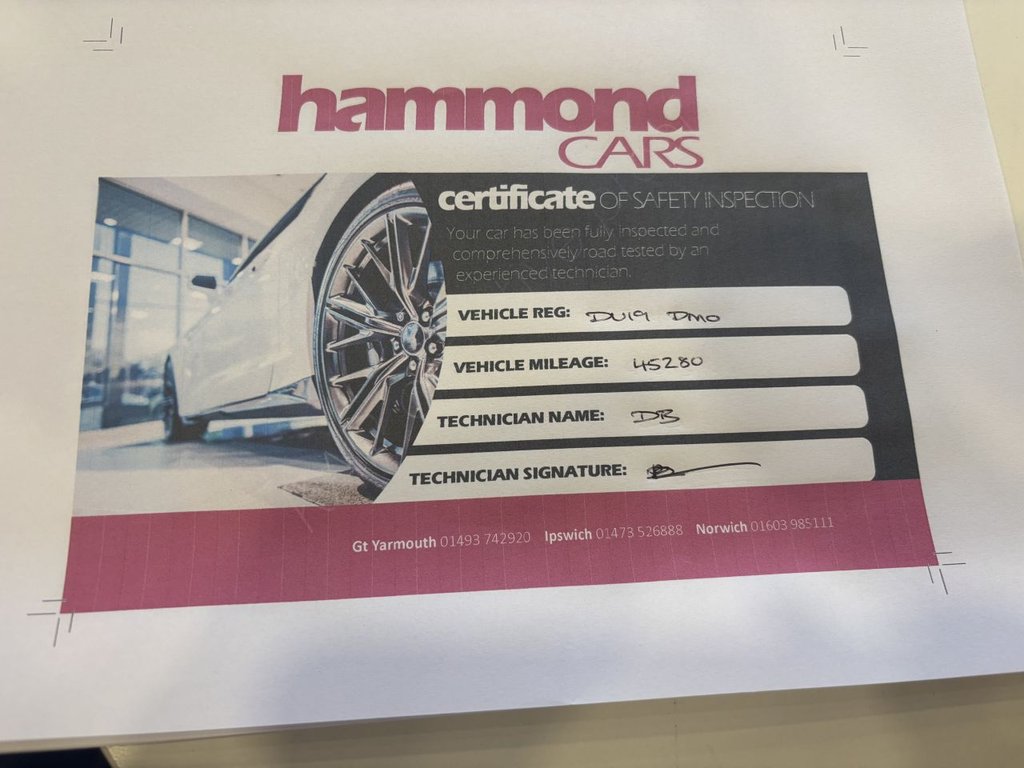 hammond
CARS
certificate OF SAFETY INSPECTION
Your car has been fully inspected and
comprehensively road tested by an
experienced technician.
VEHICLE REG: DU19 DMO
VEHICLE MILEAGE: 45280
TECHNICIAN NAME: DB
TECHNICIAN SIGNATURE:
Gt Yarmouth 01493 742920 Ipswich 01473 526888 Norwich 01603 985111